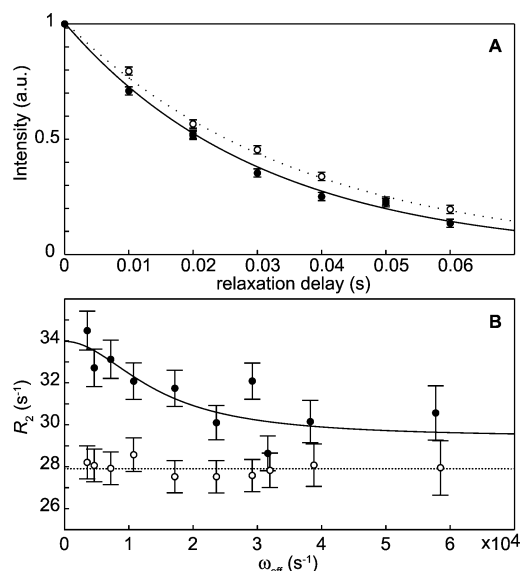 1
A
Intensity (a.u.)
0.5
0
0 0.01 0.02 0.03 0.04 0.05 0.06
relaxation delay (s)
B
34
32
R2 (s-1)
30
28
26
0 1 2 3 4 5 6 x10^4
ωeff (s-1)